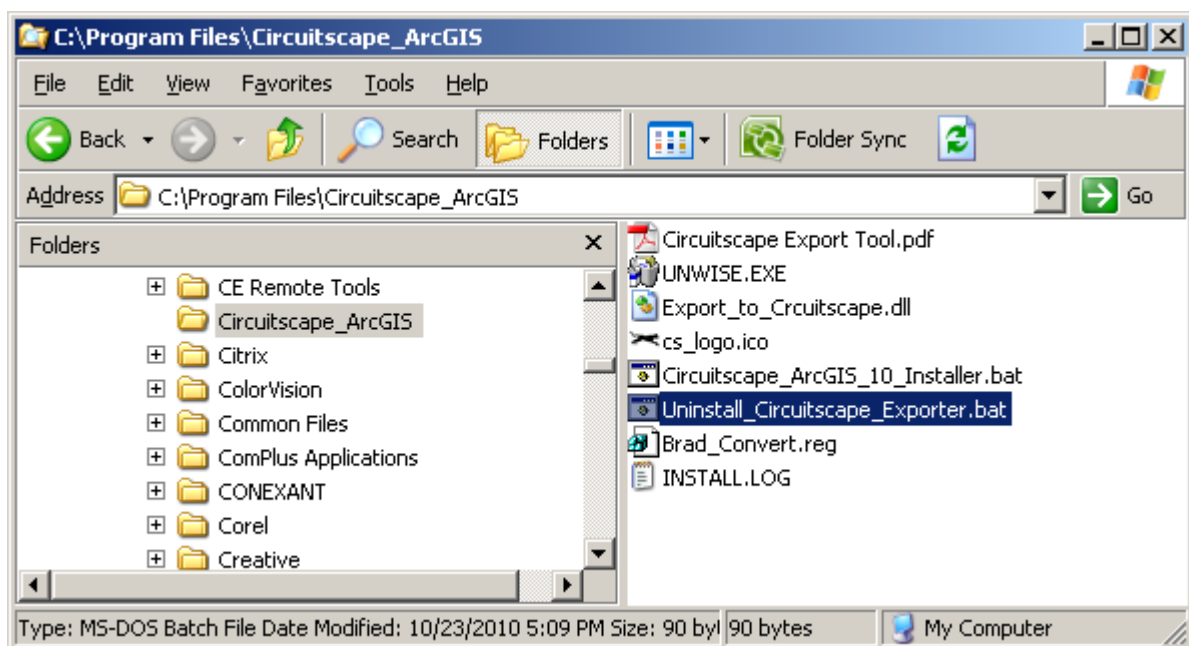 C:\Program Files\Circuitscape_ArcGIS
File Edit View Favorites Tools Help
Back Search Folders Folder Sync
Address C:\Program Files\Circuitscape_ArcGIS Go
Folders
CE Remote Tools
Circuitscape_ArcGIS
Citrix
ColorVision
Common Files
ComPlus Applications
CONEXANT
Corel
Creative
Circuitscape Export Tool.pdf
UNWISE.EXE
Export_to_Crcuitscape.dll
cs_logo.ico
Circuitscape_ArcGIS_10_Installer.bat
Uninstall_Circuitscape_Exporter.bat
Brad_Convert.reg
INSTALL.LOG
Type: MS-DOS Batch File Date Modified: 10/23/2010 5:09 PM Size: 90 by 90 bytes My Computer